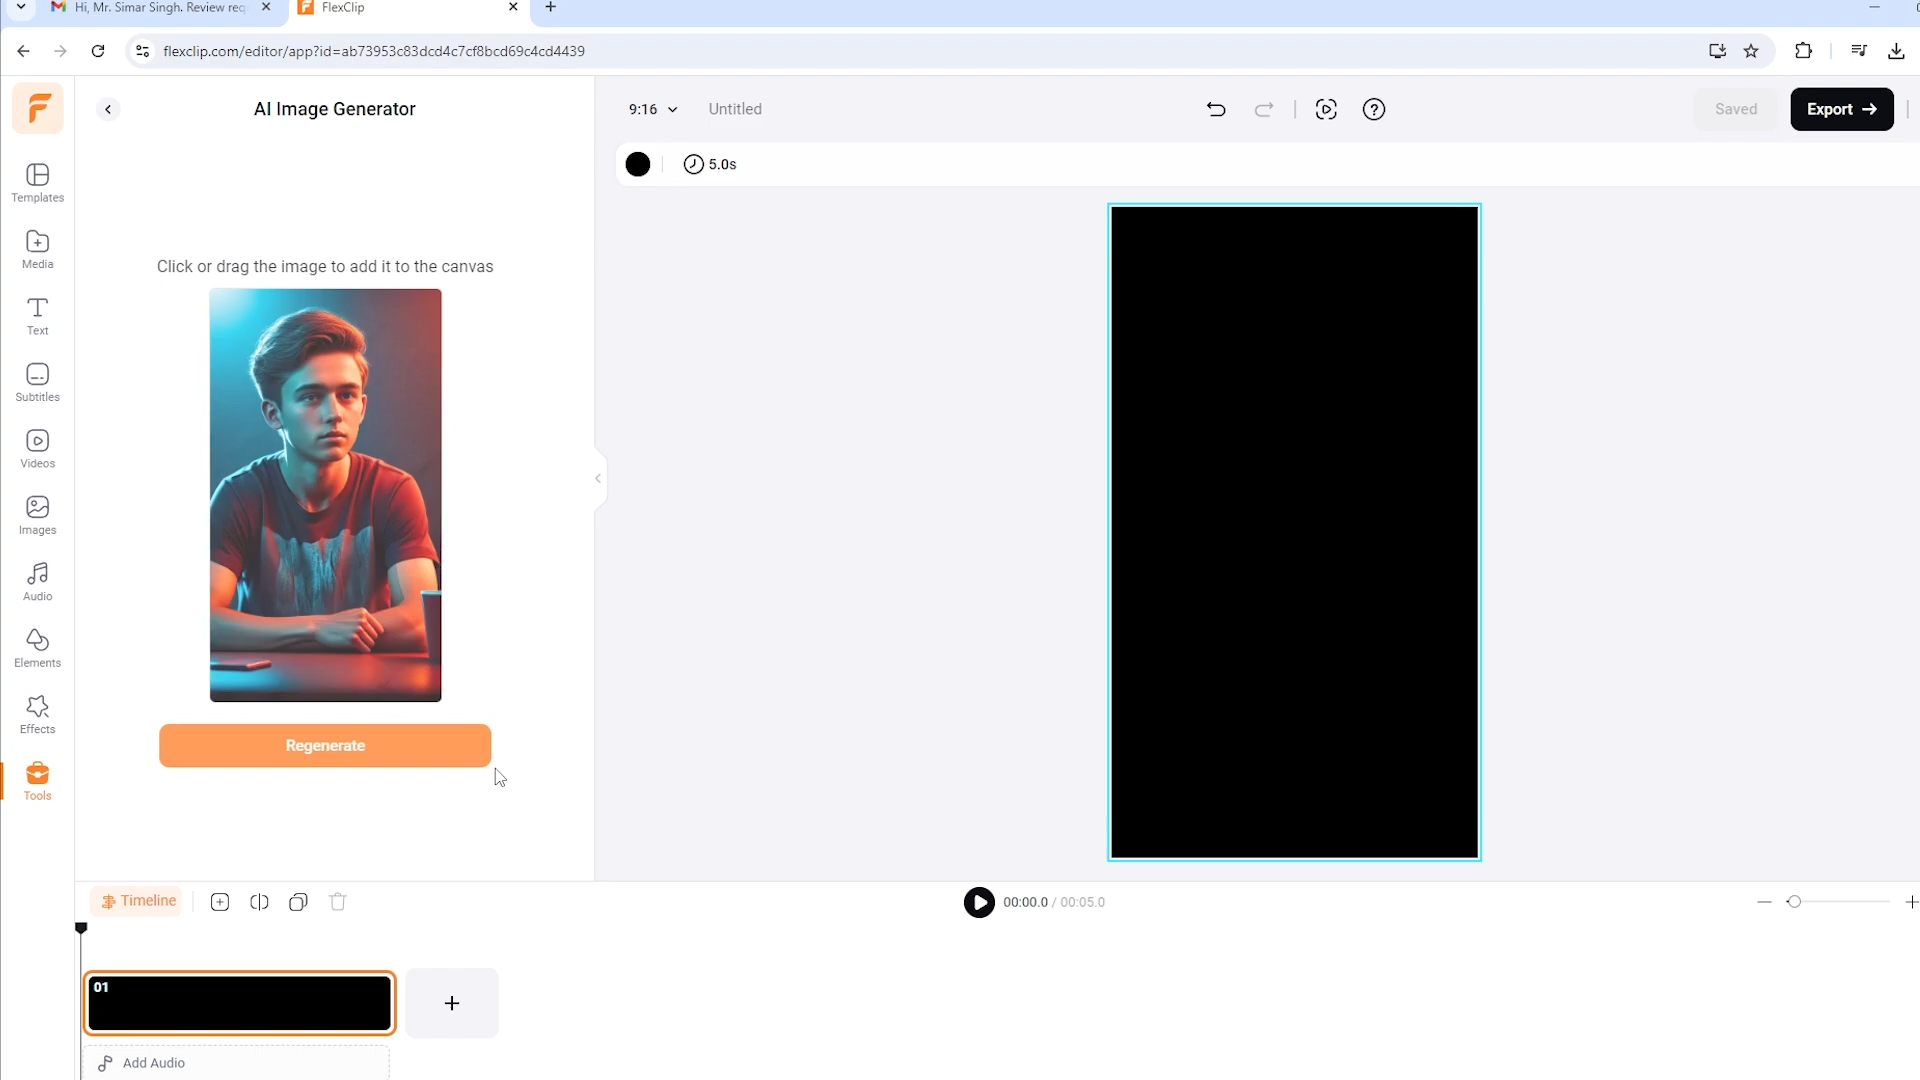 Hi, Mr. Simar Singh. Review req
FlexClip
flexclip.com/editor/app?id=ab73953c83dcd4c7cf8bcd69c4cd4439
AI Image Generator
9:16
Untitled
Saved
Export
5.0s
Templates
Media
Text
Subtitles
Videos
Images
Audio
Elements
Effects
Tools
Click or drag the image to add it to the canvas
Regenerate
Timeline
00:00.0 / 00:05.0
01
Add Audio